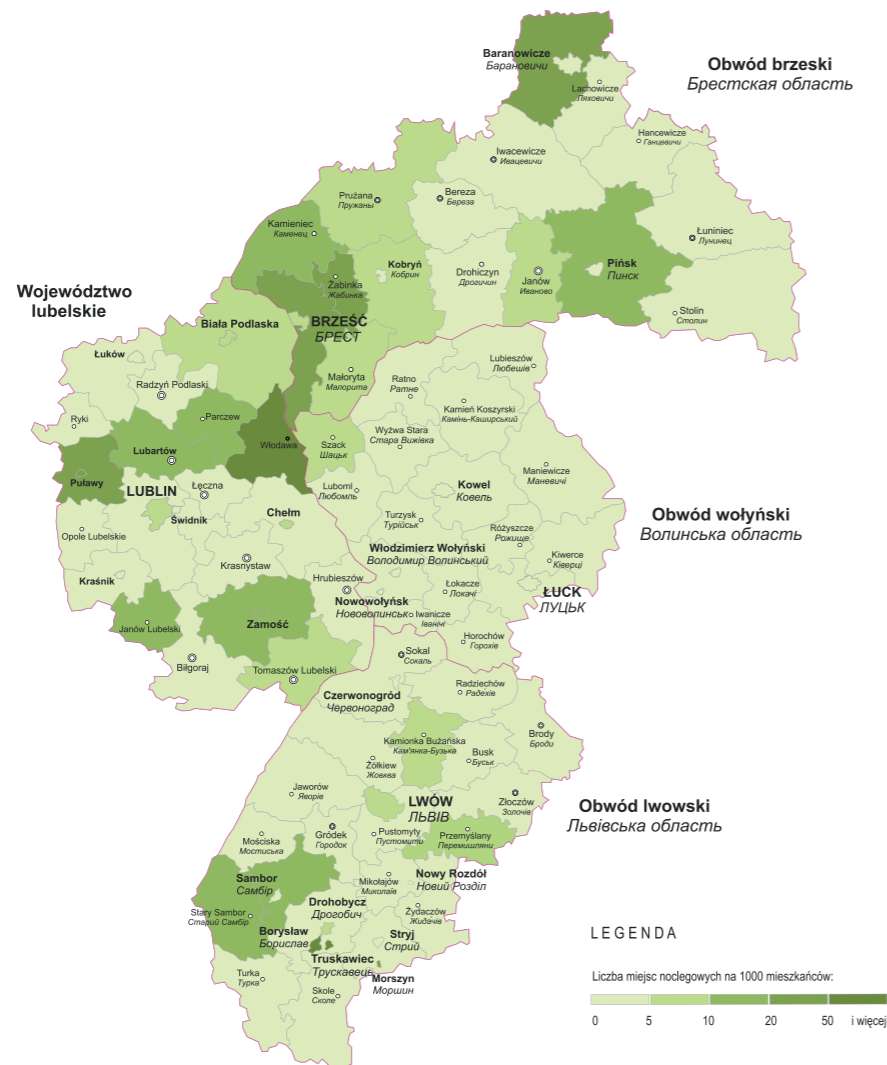 Baranowicze
Барановичи
Obwód brzeski
Брестская область
Lachowicze
Ляховичи
Hancewicze
Ганцевичи
Iwacewicze
Ивацевичи
Prużana
Пружаны
Bereza
Береза
Kamieniec
Каменец
Łuniniec
Лунинец
Kobryń
Кобрин
Drohiczyn
Дрогичин
Janów
Иваново
Pińsk
Пинск
Żabinka
Жабинка
Stolin
Столин
Województwo
lubelskie
BRZEŚĆ
БРЕСТ
Biała Podlaska
Łuków
Małoryta
Малорита
Radzyń Podlaski
Lubieszów
Любешів
Ratno
Ратне
Kamień Koszyrski
Камінь-Каширський
Ryki
Parczew
Wyżwa Stara
Стара Вижівка
Włodawa
Szack
Шацьк
Lubartów
Puławy
Maniewicze
Маневичі
LUBLIN
Łęczna
Luboml
Любомль
Kowel
Ковель
Świdnik
Chełm
Turzysk
Турійськ
Obwód wołyński
Волинська область
Opole Lubelskie
Różyszcze
Рожище
Włodzimierz Wołyński
Володимир Волинський
Krasnystaw
Kiwerce
Ківерці
Kraśnik
Hrubieszów
Łokacze
Локачі
ŁUCK
ЛУЦЬК
Nowowołyńsk
Нововолинськ
Iwanicze
Іванічі
Janów Lubelski
Zamość
Horochów
Горохів
Sokal
Сокаль
Biłgoraj
Tomaszów Lubelski
Radziechów
Радехів
Czerwonogród
Червоноград
Kamionka Bużańska
Кам'янка-Бузька
Brody
Броди
Busk
Буськ
Żółkiew
Жовква
Jaworów
Яворів
LWÓW
ЛЬВІВ
Złoczów
Золочів
Obwód lwowski
Львівська область
Mościska
Мостиська
Gródek
Городок
Pustomyty
Пустомити
Przemyślany
Перемишляни
Sambor
Самбір
Mikołajów
Миколаїв
Nowy Rozdół
Новий Розділ
Drohobycz
Дрогобич
Stary Sambor
Старий Самбір
Żydaczów
Жидачів
Borysław
Борислав
Stryj
Стрий
Truskawiec
Трускавець
Turka
Турка
Morszyn
Моршин
Skole
Сколе
LEGENDA
Liczba miejsc noclegowych na 1000 mieszkańców:
0 5 10 20 50 i więcej